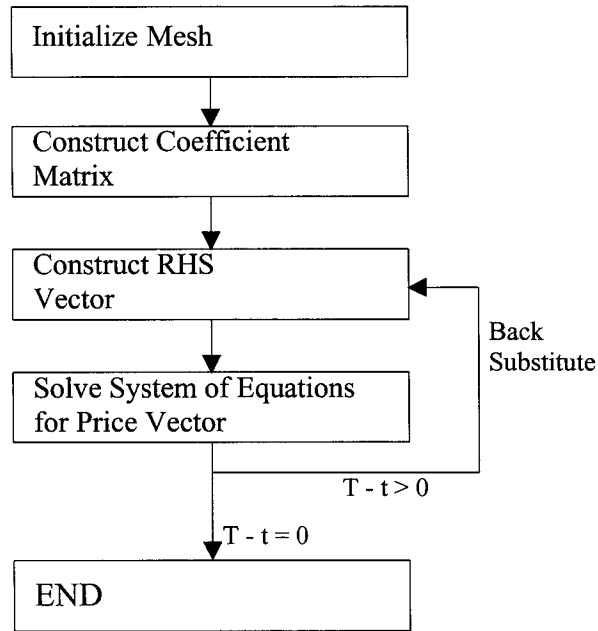 Initialize Mesh
Construct Coefficient
Matrix
Construct RHS
Vector
Back
Substitute
Solve System of Equations
for Price Vector
T - t > 0
T - t = 0
END